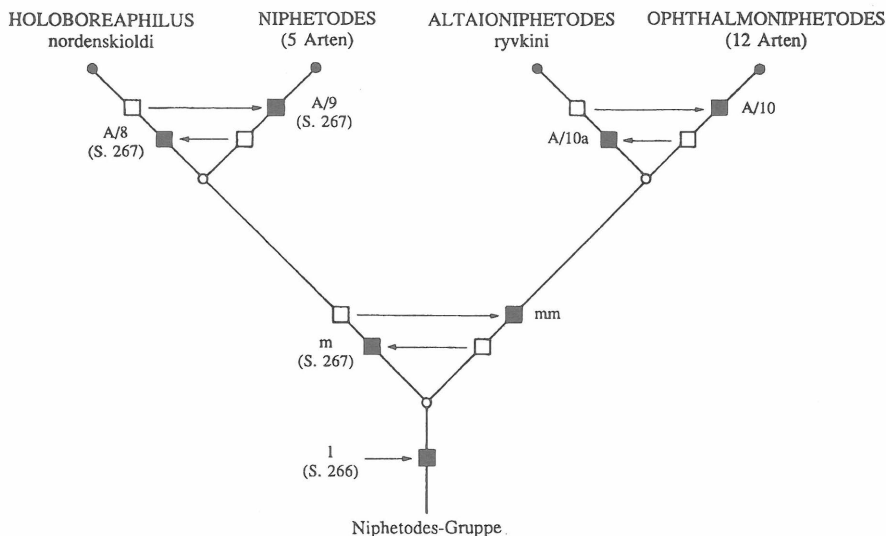 HOLOBOREAPHILUS
nordenskioldi
NIPHETODES
(5 Arten)
ALTAIONIPHETODES
ryvkini
OPHTHALMONIPHETODES
(12 Arten)
A/8
(S. 267)
A/9
(S. 267)
A/10a
A/10
m
(S. 267)
mm
1
(S. 266)
Niphetodes-Gruppe